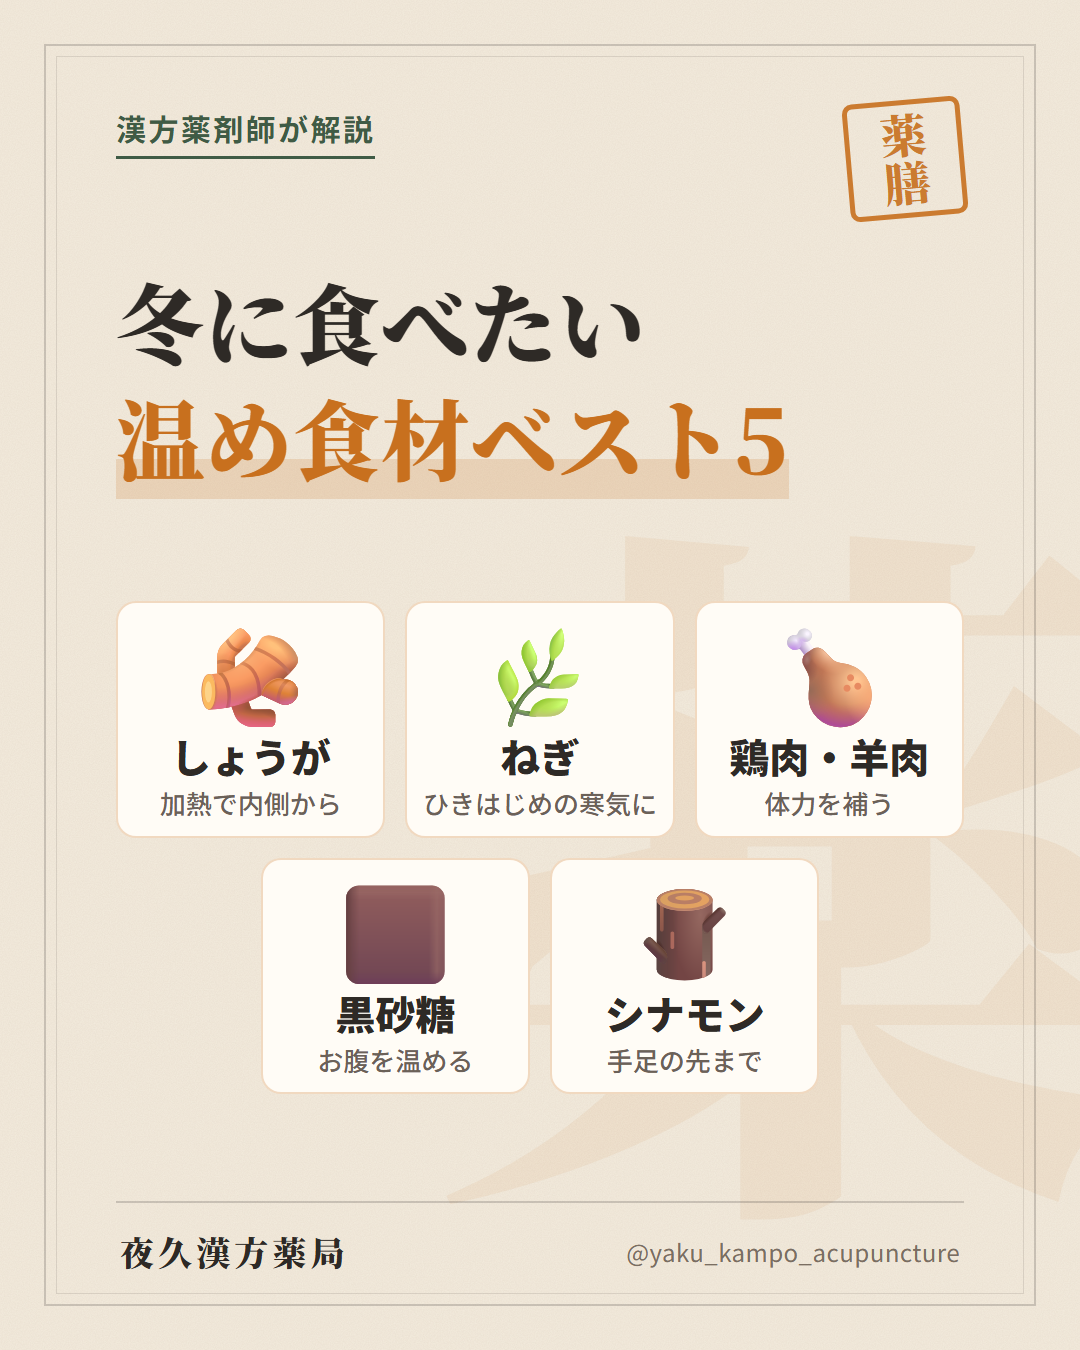 漢方薬剤師が解説
薬
膳
冬に食べたい
温め食材ベスト5
しょうが
加熱で内側から
ねぎ
ひきはじめの寒気に
鶏肉・羊肉
体力を補う
黒砂糖
お腹を温める
シナモン
手足の先まで
薬
夜久漢方薬局
@yaku_kampo_acupuncture